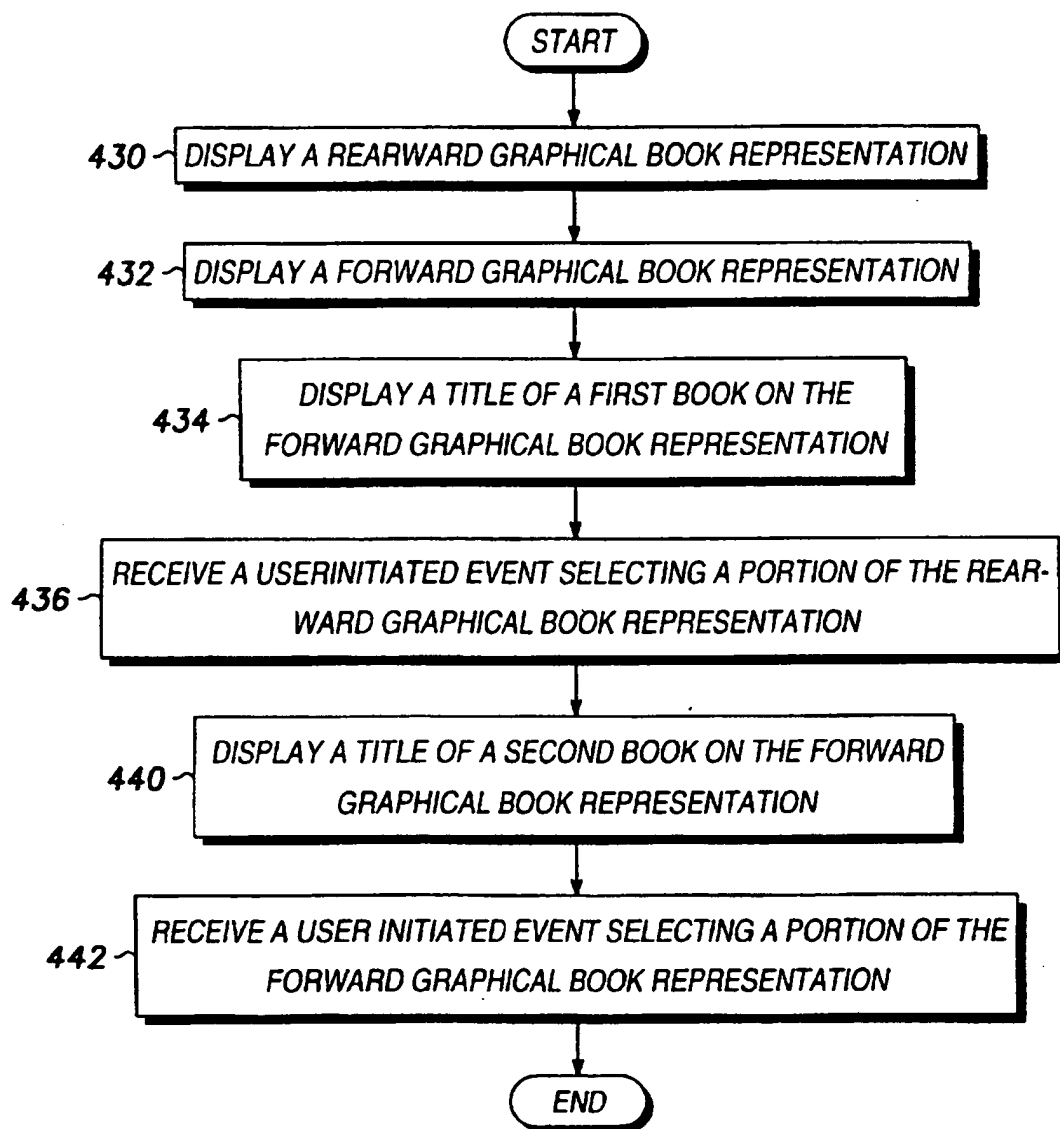 START
430 DISPLAY A REARWARD GRAPHICAL BOOK REPRESENTATION
432 DISPLAY A FORWARD GRAPHICAL BOOK REPRESENTATION
DISPLAY A TITLE OF A FIRST BOOK ON THE
434 FORWARD GRAPHICAL BOOK REPRESENTATION
RECEIVE A USERINITIATED EVENT SELECTING A PORTION OF THE REAR-
436 WARD GRAPHICAL BOOK REPRESENTATION
DISPLAY A TITLE OF A SECOND BOOK ON THE FORWARD
440 GRAPHICAL BOOK REPRESENTATION
RECEIVE A USER INITIATED EVENT SELECTING A PORTION OF THE
442 FORWARD GRAPHICAL BOOK REPRESENTATION
END